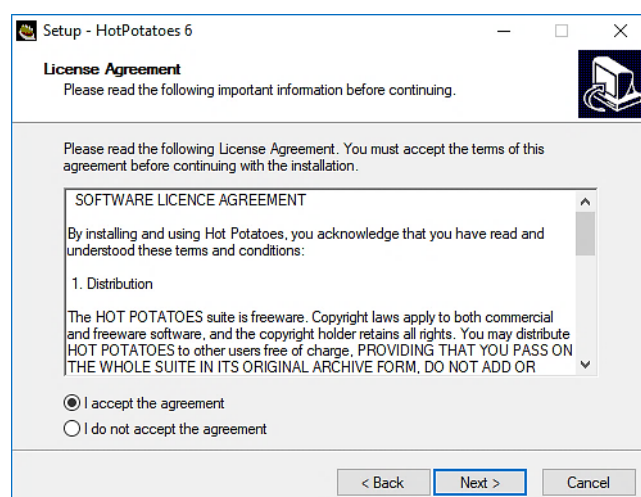 Setup - HotPotatoes 6
License Agreement
Please read the following important information before continuing.
Please read the following License Agreement. You must accept the terms of this
agreement before continuing with the installation.
SOFTWARE LICENCE AGREEMENT
By installing and using Hot Potatoes, you acknowledge that you have read and
understood these terms and conditions:
1. Distribution
The HOT POTATOES suite is freeware. Copyright laws apply to both commercial
and freeware software, and the copyright holder retains all rights. You may distribute
HOT POTATOES to other users free of charge, PROVIDING THAT YOU PASS ON
THE WHOLE SUITE IN ITS ORIGINAL ARCHIVE FORM, DO NOT ADD OR
I accept the agreement
I do not accept the agreement
< Back Next > Cancel